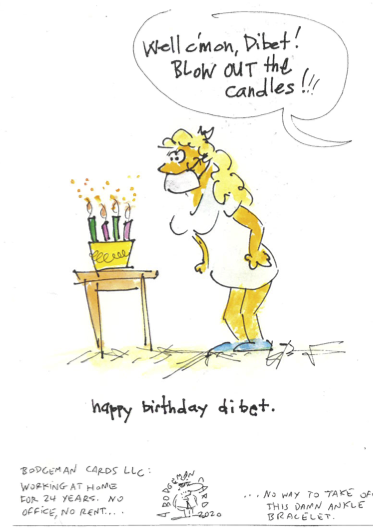 Well c'mon, Dibet!
BLOW OUT the
candles!!!
happy birthday dibet.
BODGEMAN CARDS LLC:
WORKING AT HOME
FOR 24 YEARS. NO
OFFICE, NO RENT....
A BODGEMAN CARD
2020
...NO WAY TO TAKE OF
THIS DAMN ANKLE
BRACELET.